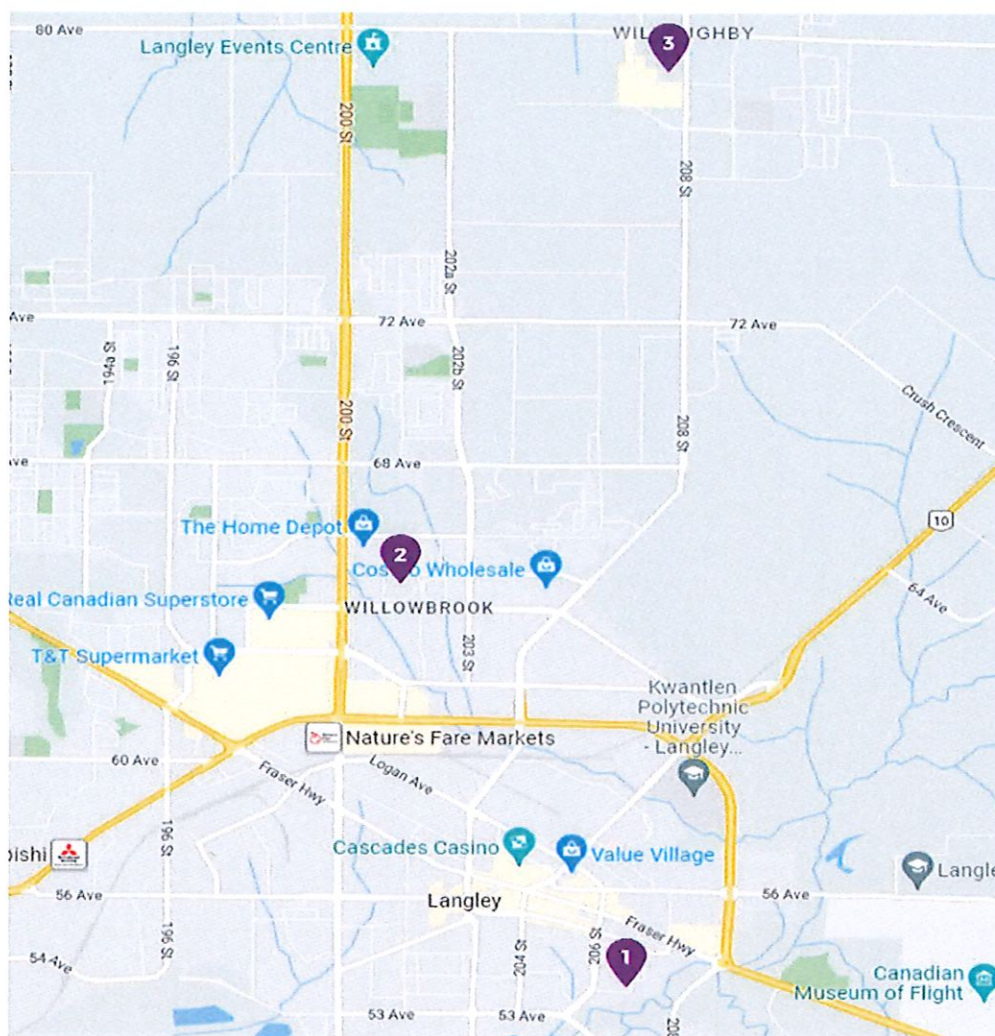 80 Ave
Langley Events Centre
3
200 St
208 St
202a St
72 Ave
72 Ave
Ave
194a St
196 St
202b St
Crush Crescent
200 St
208 St
68 Ave
10
The Home Depot
2
Wholesale
64 Ave
Real Canadian Superstore
WILLOWBROOK
T&T Supermarket
203 St
Kwantlen
Polytechnic
University
- Langley...
Nature's Fare Markets
60 Ave
Logan Ave
Fraser Hwy
196 St
Cascades Casino
Value Village
56 Ave
Langley
56 Ave
Fraser Hwy
204 St
206 St
196 St
54 Ave
1
Canadian
Museum of Flight
53 Ave
53 Ave